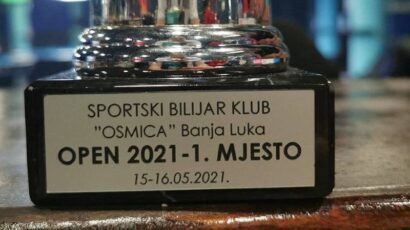 SPORTSKI BILIJAR KLUB
"OSMICA" Banja Luka
OPEN 2021-1. MJESTO
15-16.05.2021.